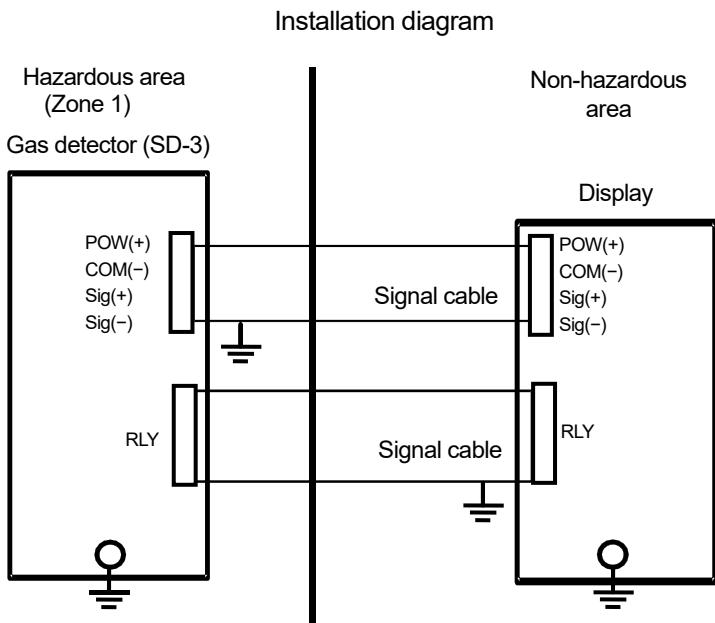 Installation diagram
Hazardous area
(Zone 1)
Gas detector (SD-3)
Non-hazardous
area
Display
POW(+)
COM(−)
Sig(+)
Sig(−)
Signal cable
POW(+)
COM(−)
Sig(+)
Sig(−)
RLY
Signal cable
RLY